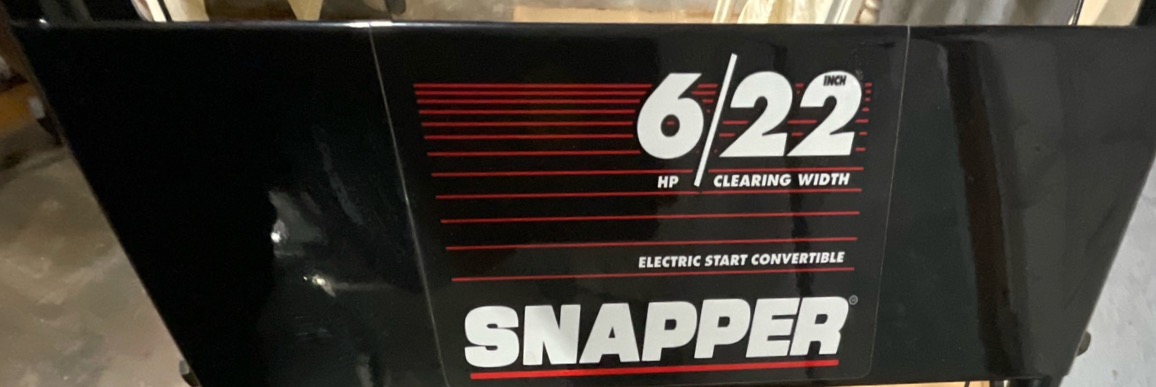 INCH
6/22
HP CLEARING WIDTH
ELECTRIC START CONVERTIBLE
SNAPPER®